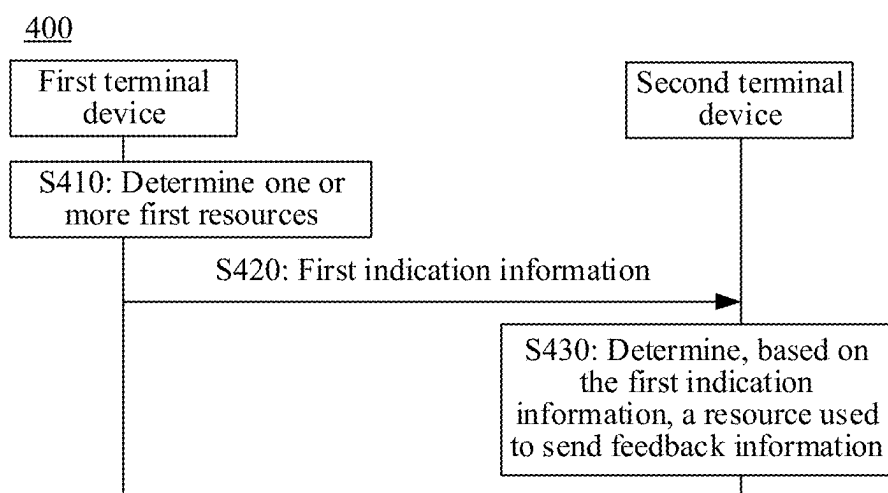 400
First terminal
device
Second terminal
device
S410: Determine one or
more first resources
S420: First indication information
S430: Determine, based on
the first indication
information, a resource used
to send feedback information